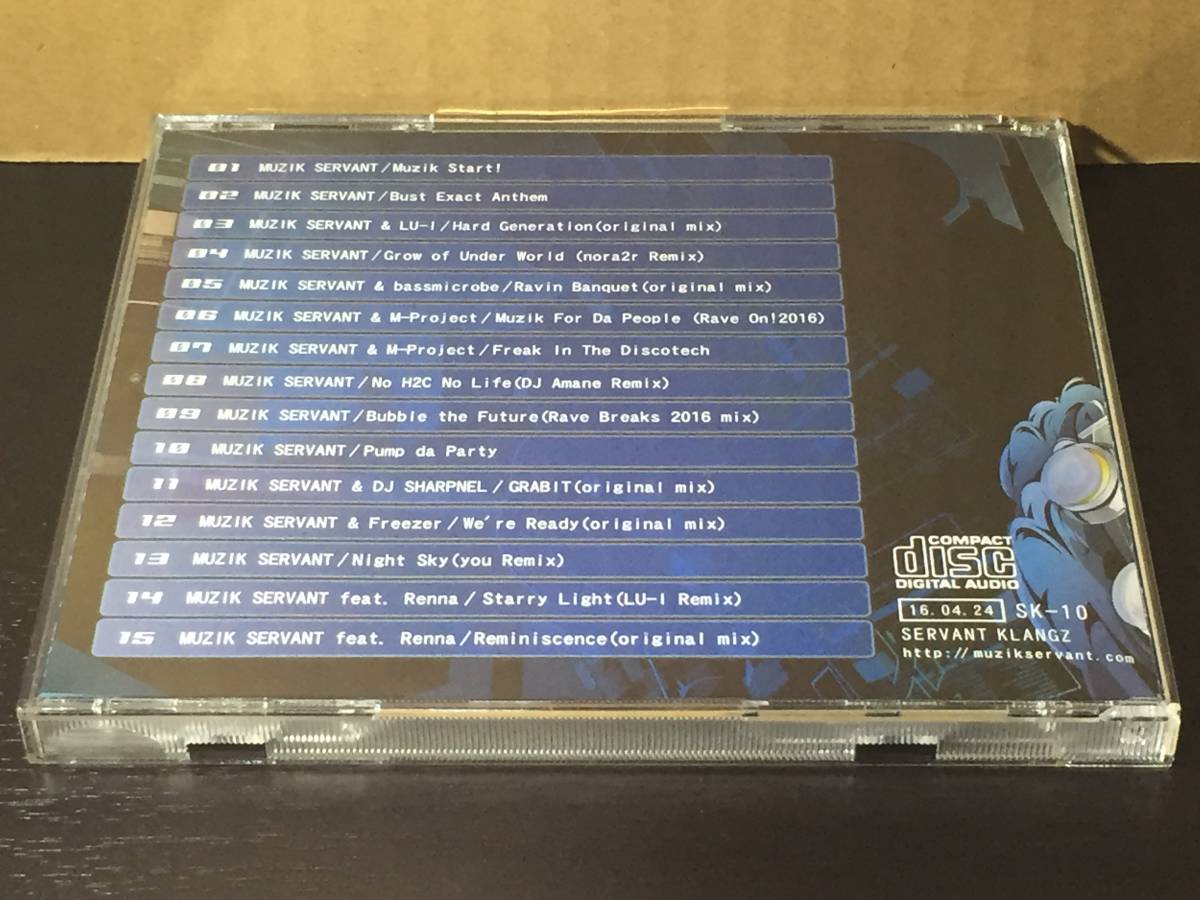 01 MUZIK SERVANT/Muzik Start!
02 MUZIK SERVANT/Bust Exact Anthem
03 MUZIK SERVANT & LU-I/Hard Generation(original mix)
04 MUZIK SERVANT/Grow of Under World (nora2r Remix)
05 MUZIK SERVANT & bassmicrobe/Ravin Banquet(original mix)
06 MUZIK SERVANT & M-Project/Muzik For Da People (Rave On!2016)
07 MUZIK SERVANT & M-Project/Freak In The Discotech
08 MUZIK SERVANT/No H2C No Life(DJ Amane Remix)
09 MUZIK SERVANT/Bubble the Future(Rave Breaks 2016 mix)
10 MUZIK SERVANT/Pump da Party
11 MUZIK SERVANT & DJ SHARPNEL/GRABIT(original mix)
12 MUZIK SERVANT & Freezer/We're Ready(original mix)
13 MUZIK SERVANT/Night Sky(you Remix)
14 MUZIK SERVANT feat. Renna/Starry Light(LU-I Remix)
15 MUZIK SERVANT feat. Renna/Reminiscence(original mix)
COMPACT
disc
DIGITAL AUDIO
16.04.24 SK-10
SERVANT KLANGZ
http://muzikservant.com